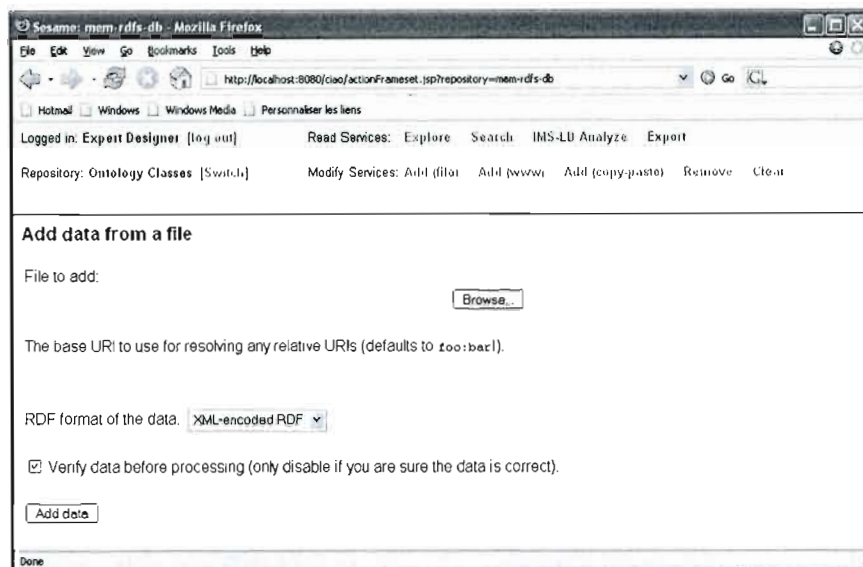 Sesame: mem-rdfs-db - Mozilla Firefox
File Edit View Go Bookmarks Tools Help
http://localhost:8080/ciao/actionFrameset.jsp?repository=mem-rdfs-db Go G
Hotmail Windows Windows Media Personnaliser les liens
Logged in: Expert Designer [log out] Read Services: Explore Search IMS-LD Analyze Export
Repository: Ontology Classes [Switch] Modify Services: Add (file) Add (www) Add (copy-paste) Remove Clear
Add data from a file
File to add:
Browse...
The base URI to use for resolving any relative URIs (defaults to foo:bar).
RDF format of the data. XML-encoded RDF
Verify data before processing (only disable if you are sure the data is correct).
Add data
Done